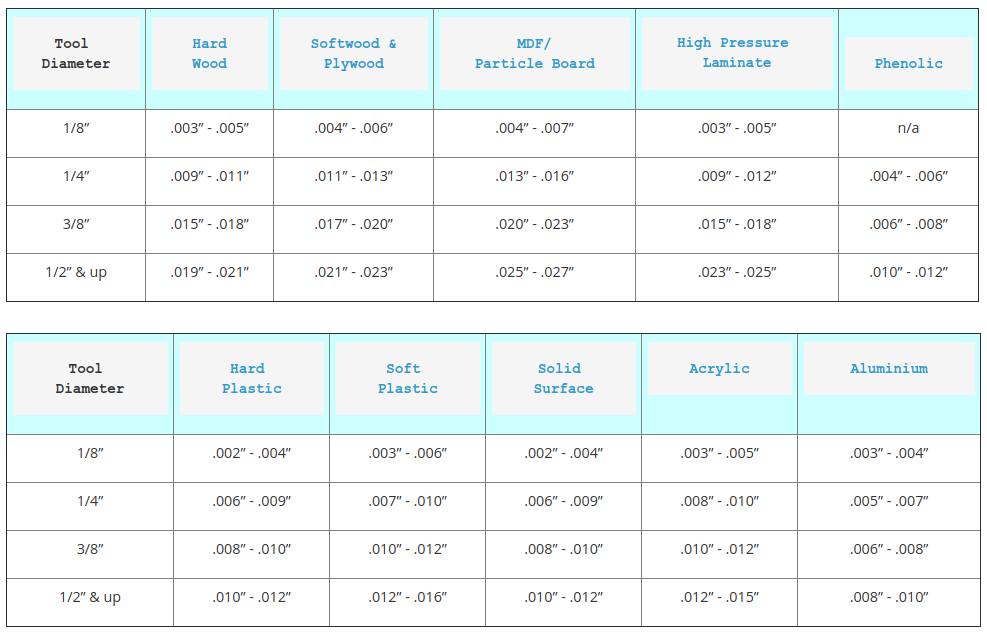 Tool Diameter Hard Wood Softwood & Plywood MDF/ Particle Board High Pressure Laminate Phenolic
1/8” .003” - .005” .004” - .006” .004” - .007” .003” - .005” n/a
1/4” .009” - .011” .011” - .013” .013” - .016” .009” - .012” .004” - .006”
3/8” .015” - .018” .017” - .020” .020” - .023” .015” - .018” .006” - .008”
1/2” & up .019” - .021” .021” - .023” .025” - .027” .023” - .025” .010” - .012”
Tool Diameter Hard Plastic Soft Plastic Solid Surface Acrylic Aluminium
1/8” .002” - .004” .003” - .006” .002” - .004” .003” - .005” .003” - .004”
1/4” .006” - .009” .007” - .010” .006” - .009” .008” - .010” .005” - .007”
3/8” .008” - .010” .010” - .012” .008” - .010” .010” - .012” .006” - .008”
1/2” & up .010” - .012” .012” - .016” .010” - .012” .012” - .015” .008” - .010”